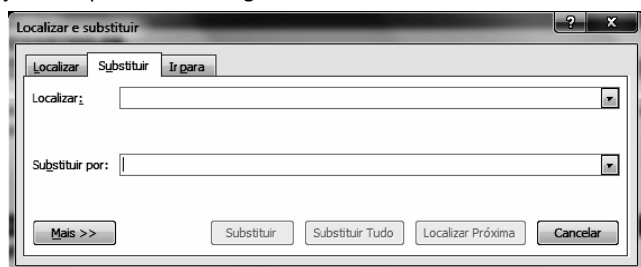 Localizar e substituir
? X
Localizar Substituir Ir para
Localizar:
Substituir por:
Mais >> Substituir Substituir Tudo Localizar Próxima Cancelar